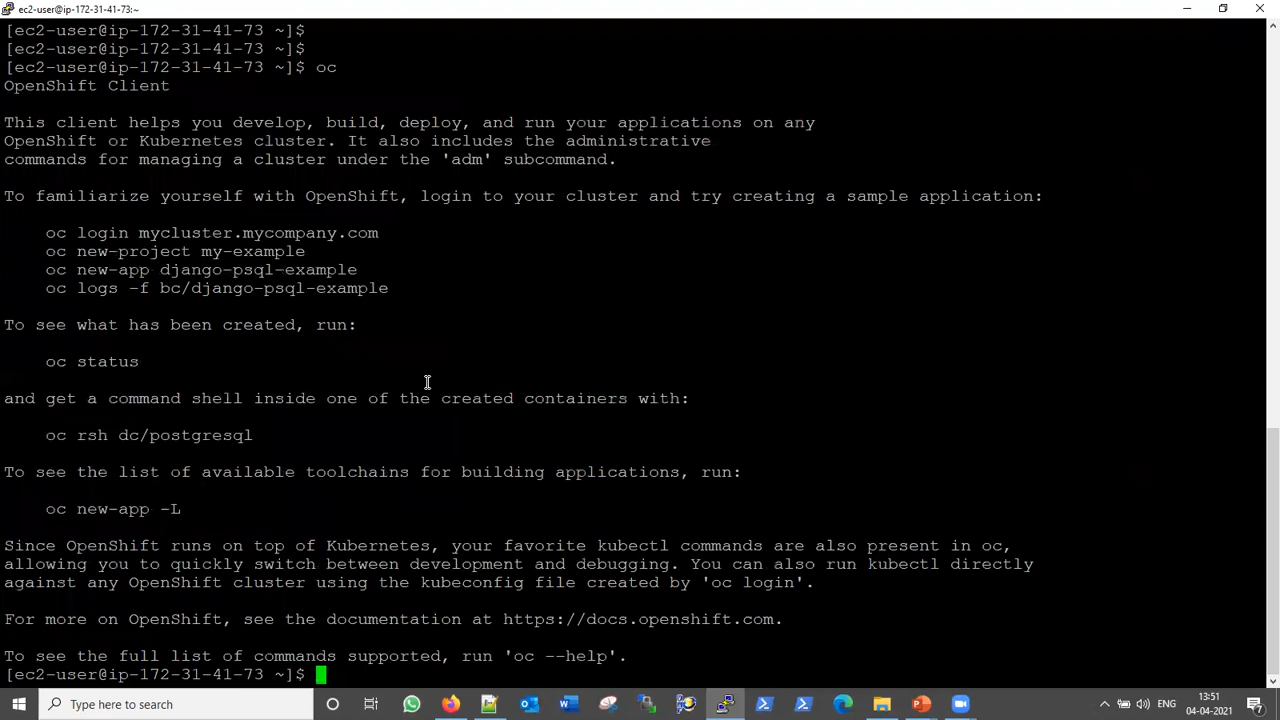 ec2-user@ip-172-31-41-73:~
[ec2-user@ip-172-31-41-73 ~]$
[ec2-user@ip-172-31-41-73 ~]$
[ec2-user@ip-172-31-41-73 ~]$ oc
OpenShift Client
This client helps you develop, build, deploy, and run your applications on any
OpenShift or Kubernetes cluster. It also includes the administrative
commands for managing a cluster under the 'adm' subcommand.
To familiarize yourself with OpenShift, login to your cluster and try creating a sample application:
oc login mycluster.mycompany.com
oc new-project my-example
oc new-app django-psql-example
oc logs -f bc/django-psql-example
To see what has been created, run:
oc status
and get a command shell inside one of the created containers with:
oc rsh dc/postgresql
To see the list of available toolchains for building applications, run:
oc new-app -L
Since OpenShift runs on top of Kubernetes, your favorite kubectl commands are also present in oc,
allowing you to quickly switch between development and debugging. You can also run kubectl directly
against any OpenShift cluster using the kubeconfig file created by 'oc login'.
For more on OpenShift, see the documentation at https://docs.openshift.com.
To see the full list of commands supported, run 'oc --help'.
[ec2-user@ip-172-31-41-73 ~]$
Type here to search
ENG
13:51
04-04-2021